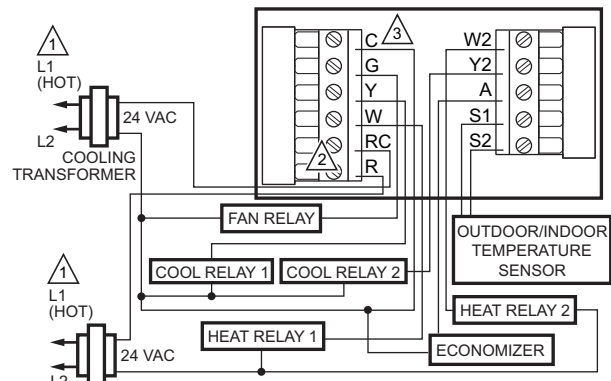 1
L1
(HOT)
L2
24 VAC
COOLING
TRANSFORMER
C
G
Y
W
RC
R
2
3
W2
Y2
A
S1
S2
FAN RELAY
COOL RELAY 1
COOL RELAY 2
OUTDOOR/INDOOR
TEMPERATURE
SENSOR
1
L1
(HOT)
L2
24 VAC
HEAT RELAY 1
HEAT RELAY 2
ECONOMIZER